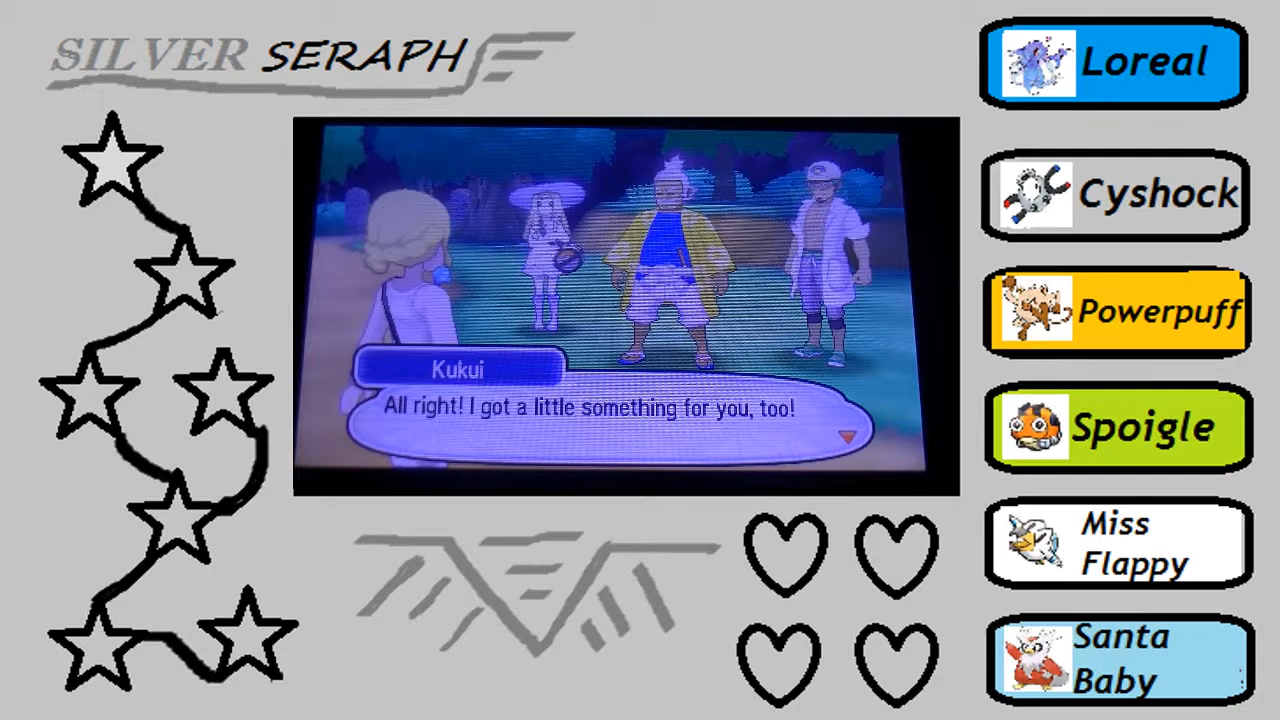 SILVER SERAPH
Loreal
Cyshock
Powerpuff
Kukui
All right! I got a little something for you, too!
Spoigle
Miss
Flappy
Santa
Baby